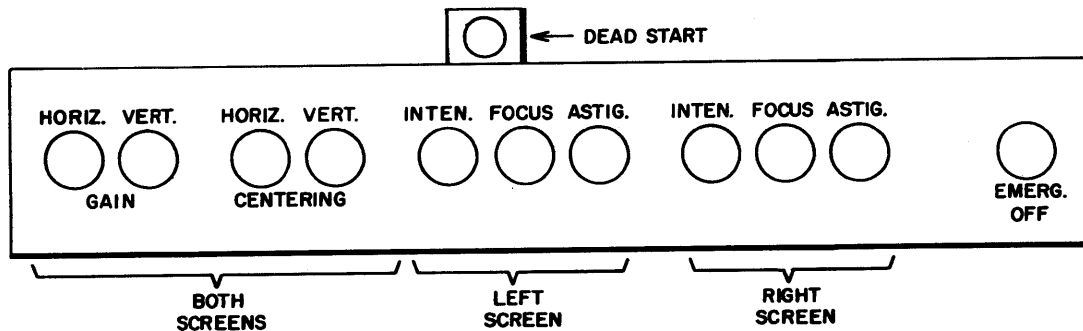 DEAD START
HORIZ. VERT. HORIZ. VERT. INTEN. FOCUS ASTIG. INTEN. FOCUS ASTIG.
GAIN CENTERING EMERG.
OFF
BOTH
SCREENS
LEFT
SCREEN
RIGHT
SCREEN